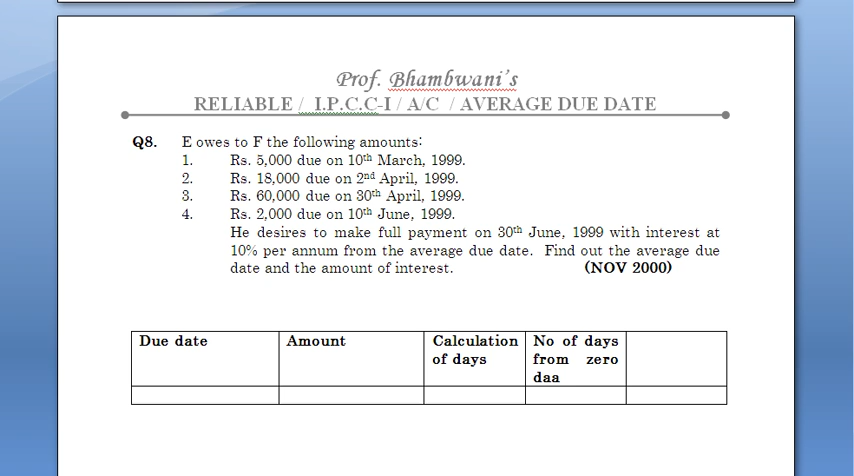 Prof. Bhambwani's
RELIABLE / I.P.C.C-I / A/C / AVERAGE DUE DATE
Q8. E owes to F the following amounts:
1. Rs. 5,000 due on 10th March, 1999.
2. Rs. 18,000 due on 2nd April, 1999.
3. Rs. 60,000 due on 30th April, 1999.
4. Rs. 2,000 due on 10th June, 1999.
He desires to make full payment on 30th June, 1999 with interest at
10% per annum from the average due date. Find out the average due
date and the amount of interest. (NOV 2000)
Due date Amount Calculation No of days
of days from zero
daa